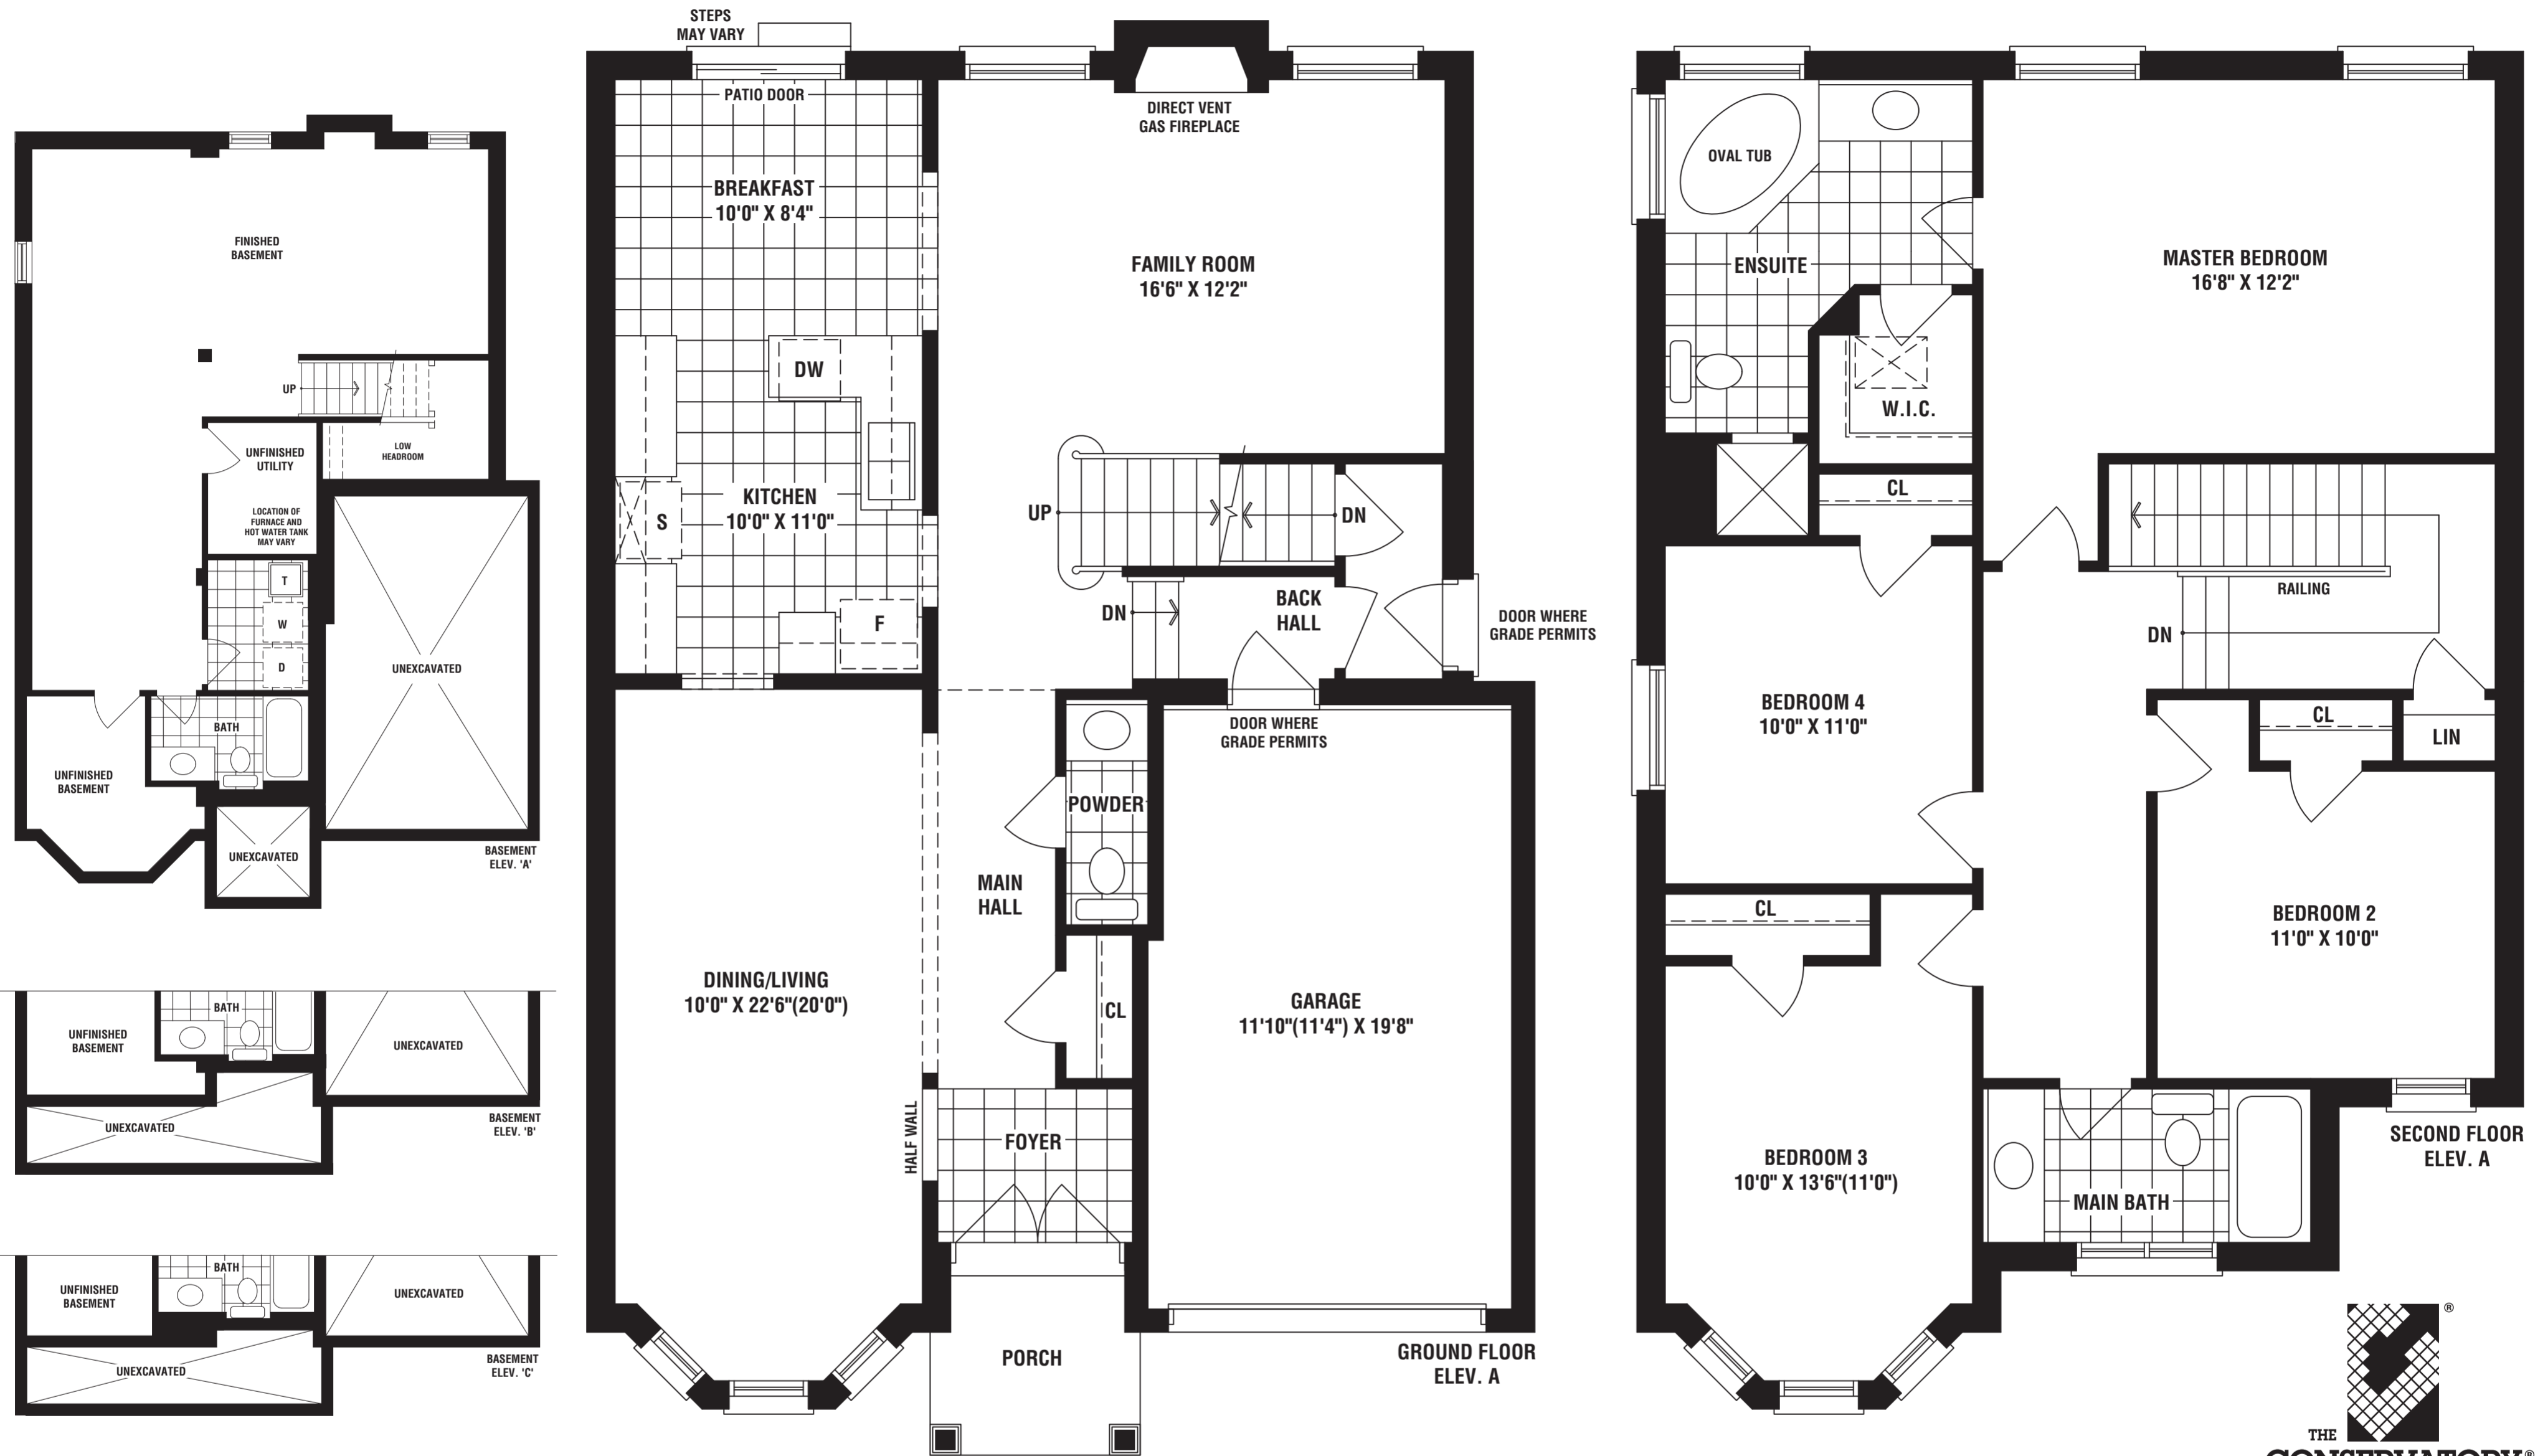 FINISHED
BASEMENT
UP
LOW
HEADROOM
UNFINISHED
UTILITY
LOCATION OF
FURNACE AND
HOT WATER TANK
MAY VARY
T
W
D
UNEXCAVATED
BATH
UNFINISHED
BASEMENT
UNEXCAVATED
BASEMENT
ELEV. 'A'
BATH
UNFINISHED
BASEMENT
UNEXCAVATED
UNEXCAVATED
BASEMENT
ELEV. 'B'
BATH
UNFINISHED
BASEMENT
UNEXCAVATED
UNEXCAVATED
BASEMENT
ELEV. 'C'
STEPS
MAY VARY
PATIO DOOR
DIRECT VENT
GAS FIREPLACE
BREAKFAST
10'0" X 8'4"
FAMILY ROOM
16'6" X 12'2"
DW
KITCHEN
10'0" X 11'0"
S
UP
DN
F
DN
BACK
HALL
DOOR WHERE
GRADE PERMITS
DOOR WHERE
GRADE PERMITS
POWDER
MAIN
HALL
DINING/LIVING
10'0" X 22'6"(20'0")
CL
GARAGE
11'10"(11'4") X 19'8"
HALF WALL
FOYER
PORCH
GROUND FLOOR
ELEV. A
OVAL TUB
ENSUITE
MASTER BEDROOM
16'8" X 12'2"
W.I.C.
CL
RAILING
DN
BEDROOM 4
10'0" X 11'0"
CL
LIN
CL
BEDROOM 2
11'0" X 10'0"
BEDROOM 3
10'0" X 13'6"(11'0")
MAIN BATH
SECOND FLOOR
ELEV. A
®
THE
CONSERVATORY®